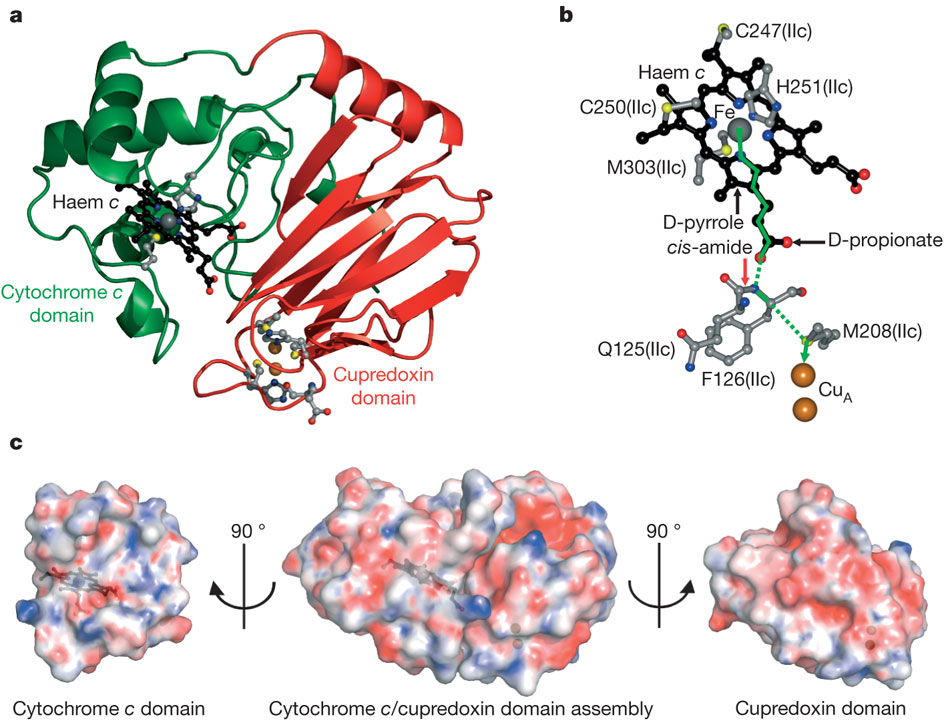 a
Haem c
Cytochrome c
domain
Cupredoxin
domain
b
C247(IIc)
Haem c
H251(IIc)
C250(IIc)
Fe
M303(IIc)
D-pyrrole
cis-amide
D-propionate
M208(IIc)
Q125(IIc)
F126(IIc)
CuA
c
90 °
90 °
Cytochrome c domain
Cytochrome c/cupredoxin domain assembly
Cupredoxin domain